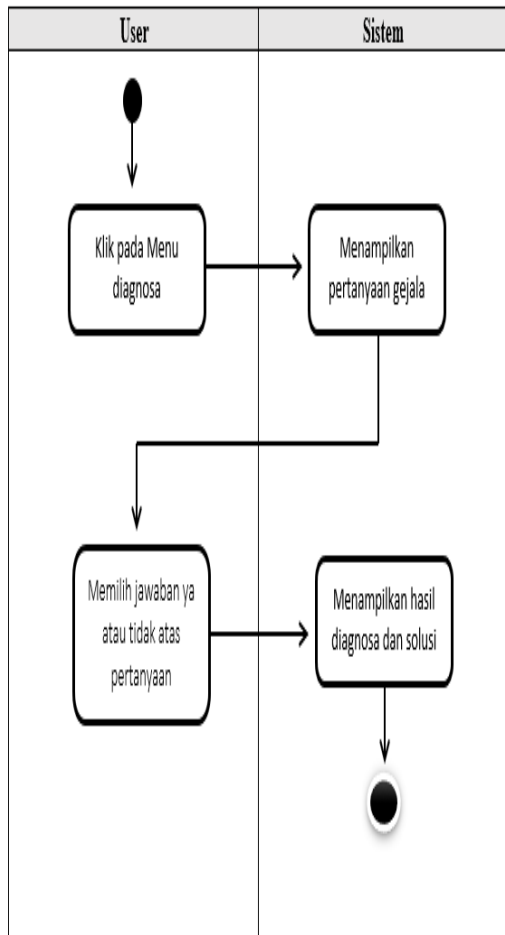 User
Sistem
Klik pada Menu
diagnosa
Menampilkan
pertanyaan gejala
Memilih jawaban ya
atau tidak atas
pertanyaan
Menampilkan hasil
diagnosa dan solusi